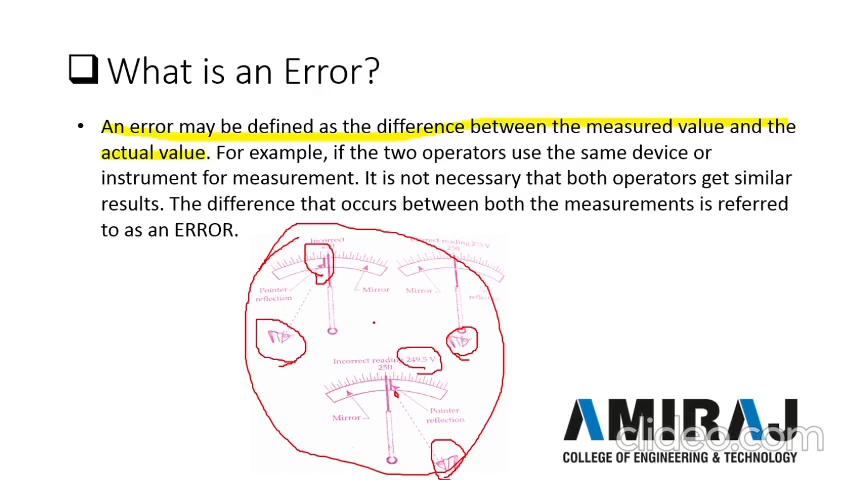 What is an Error?
• An error may be defined as the difference between the measured value and the
actual value. For example, if the two operators use the same device or
instrument for measurement. It is not necessary that both operators get similar
results. The difference that occurs between both the measurements is referred
to as an ERROR.
Incorrect
Correct reading
250
Pointer
reflection
Mirror
Mirror
reflection
Incorrect reading 249.5 V
250
Mirror
Pointer
reflection
AMIRAJ
clideo.com
COLLEGE OF ENGINEERING & TECHNOLOGY